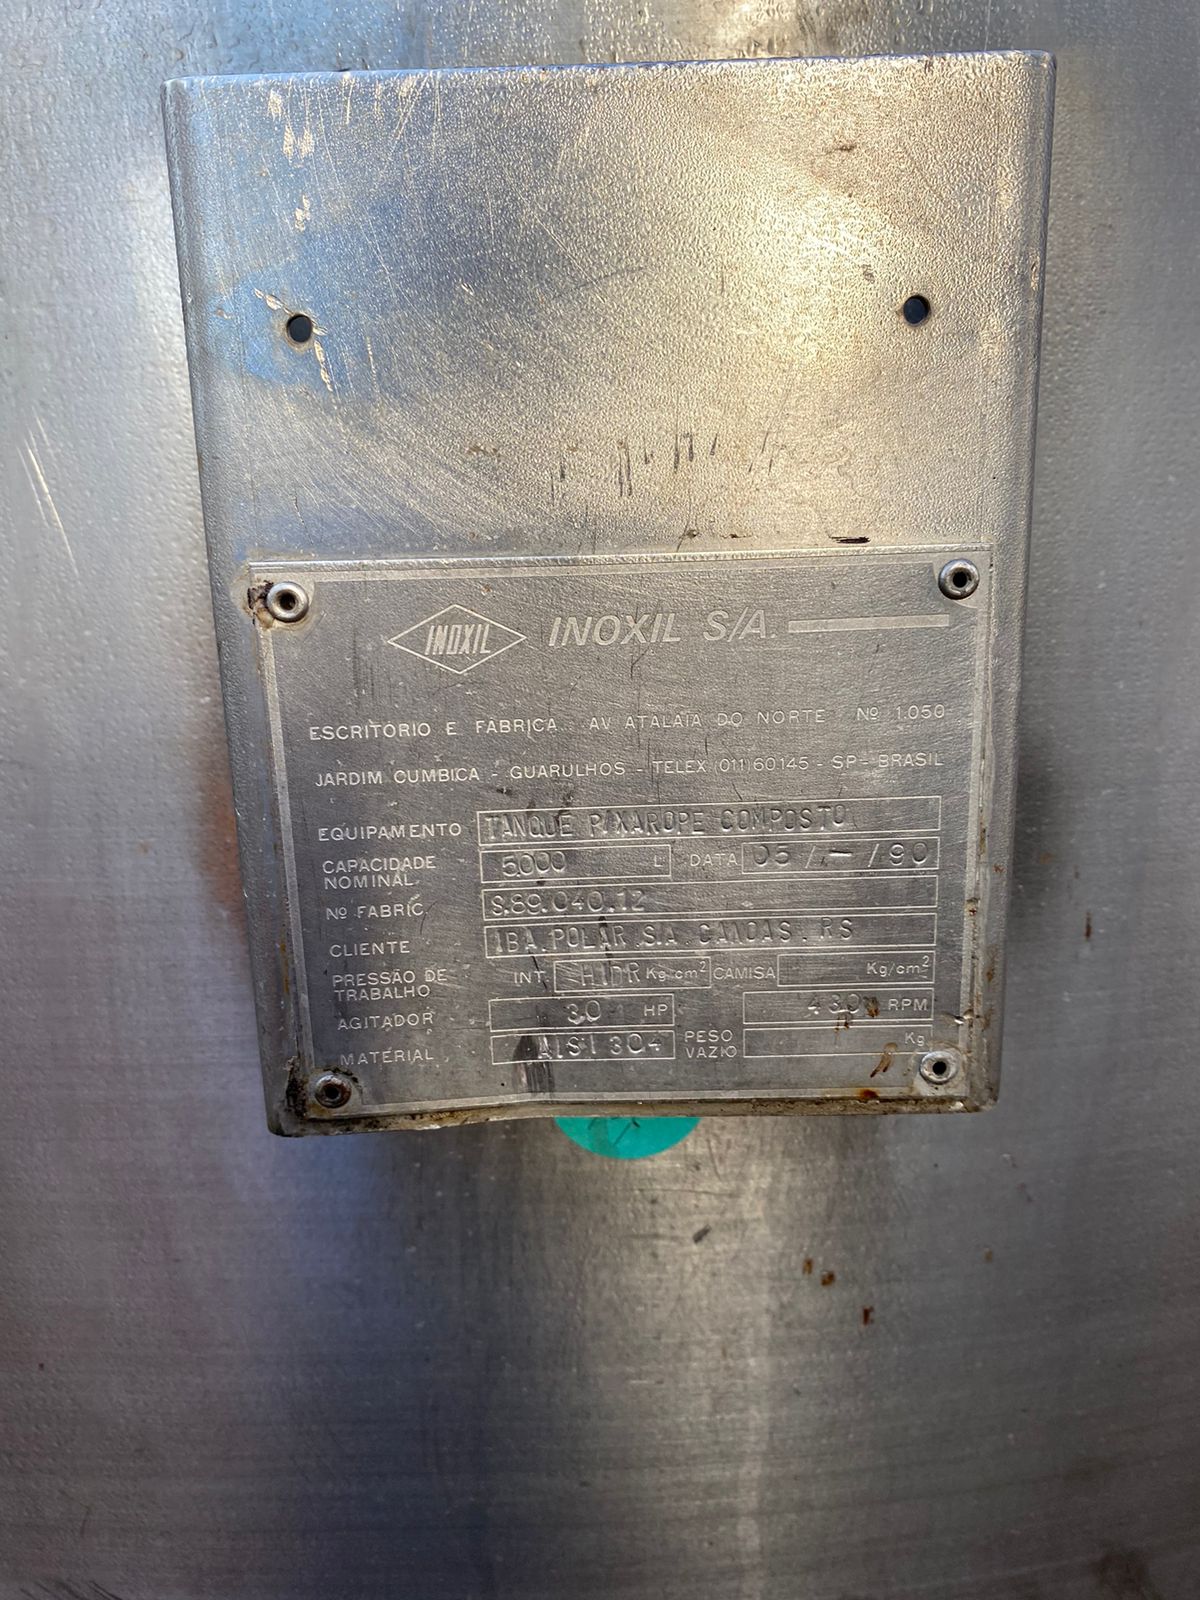 INOXIL INOXIL S/A.
ESCRITÓRIO E FABRICA - AV ATALAIA DO NORTE Nº 1.050
JARDIM CUMBICA - GUARULHOS - TELEX (011) 60145 - SP - BRASIL
EQUIPAMENTO TANQUE P/XAROPE COMPOSTO
CAPACIDADE NOMINAL 5000 L DATA 05/-/90
Nº FABRIC S.89.040.12
CLIENTE IBA POLAR S.A. CANOAS. RS
PRESSÃO DE TRABALHO INT. HIDR Kg cm² CAMISA Kg/cm²
AGITADOR 3.0 HP 430 RPM
MATERIAL AISI 304 PESO VAZIO Kg